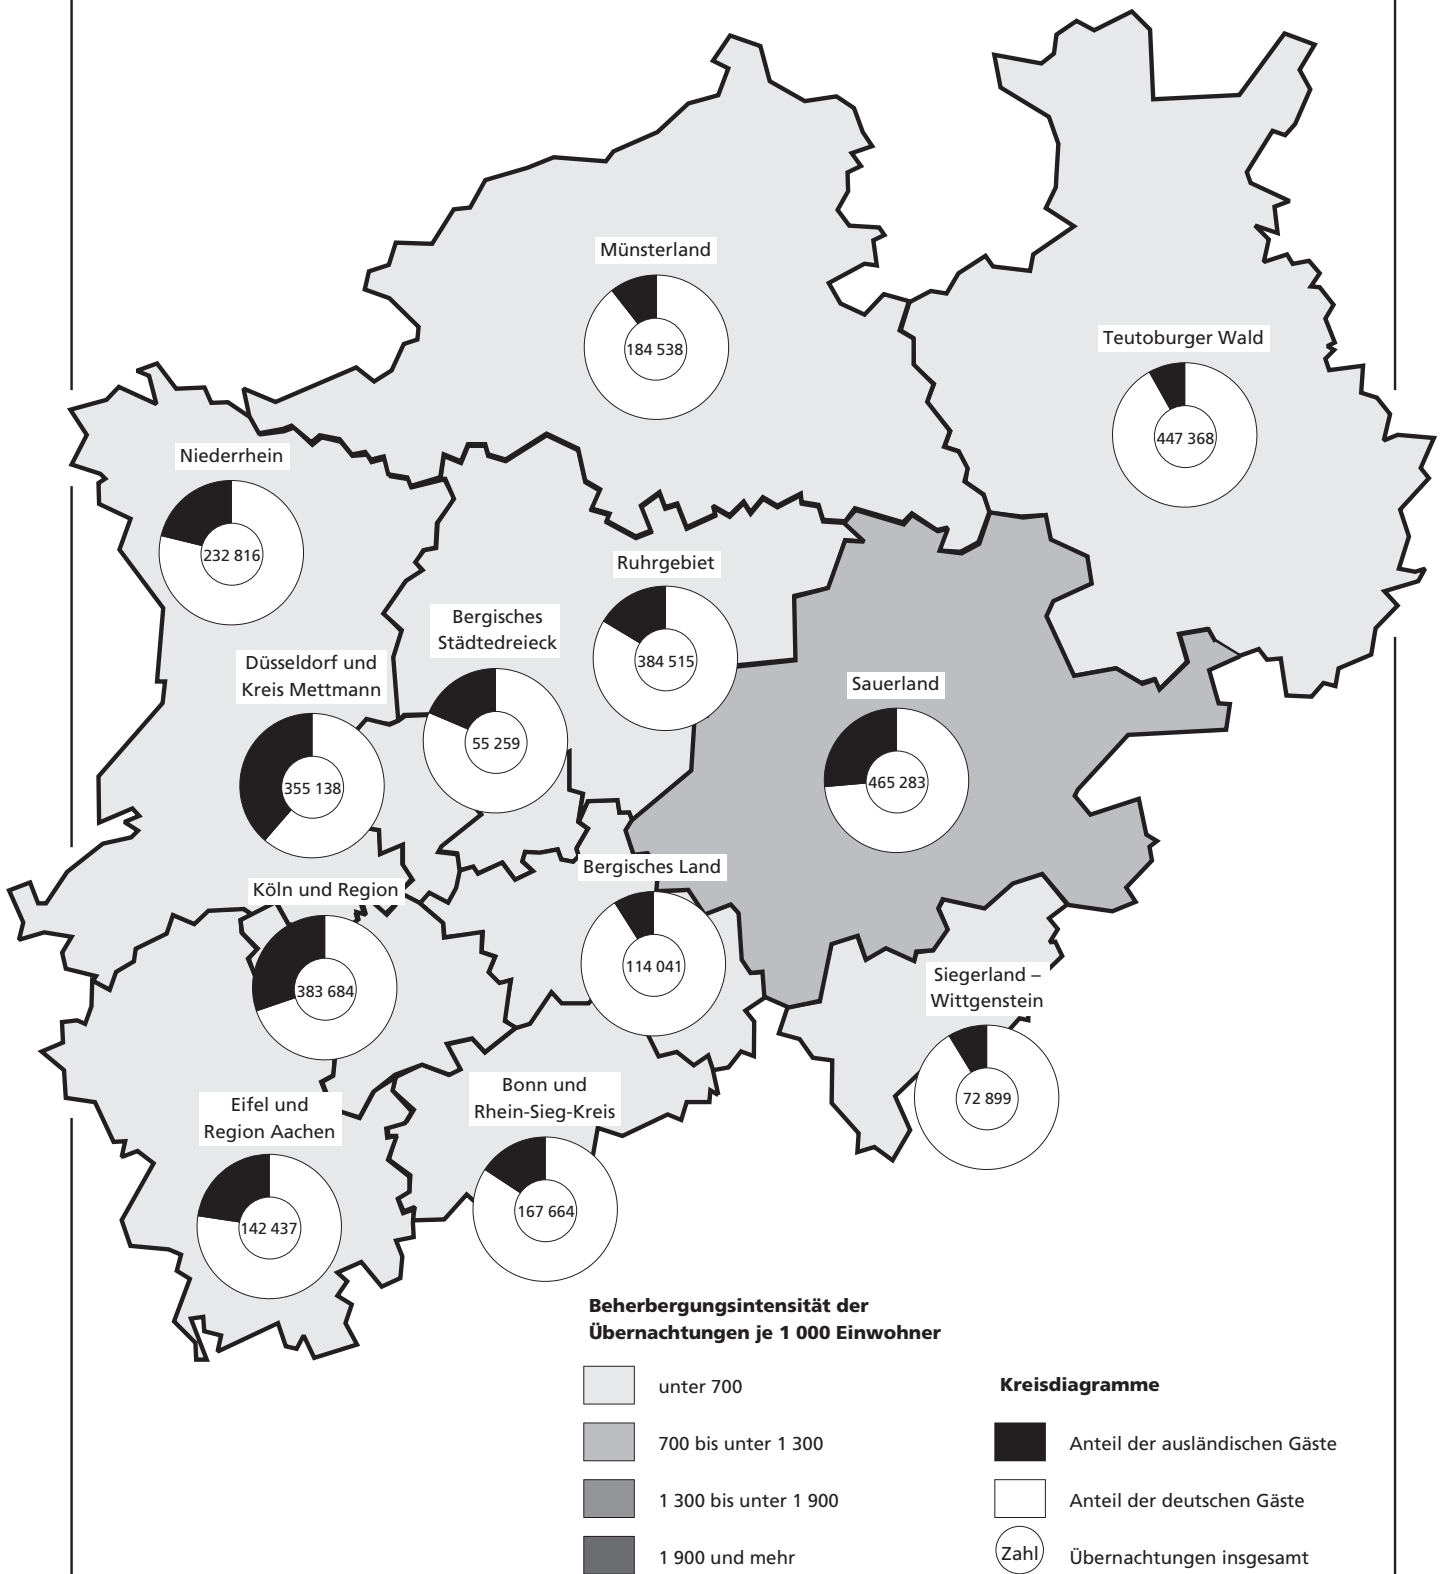 Münsterland
184 538
Teutoburger Wald
447 368
Niederrhein
232 816
Ruhrgebiet
384 515
Bergisches
Städtedreieck
55 259
Düsseldorf und
Kreis Mettmann
355 138
Sauerland
465 283
Bergisches Land
114 041
Köln und Region
383 684
Siegerland –
Wittgenstein
72 899
Bonn und
Rhein-Sieg-Kreis
167 664
Eifel und
Region Aachen
142 437
Beherbergungsintensität der
Übernachtungen je 1 000 Einwohner
unter 700
700 bis unter 1 300
1 300 bis unter 1 900
1 900 und mehr
Kreisdiagramme
Anteil der ausländischen Gäste
Anteil der deutschen Gäste
Zahl Übernachtungen insgesamt